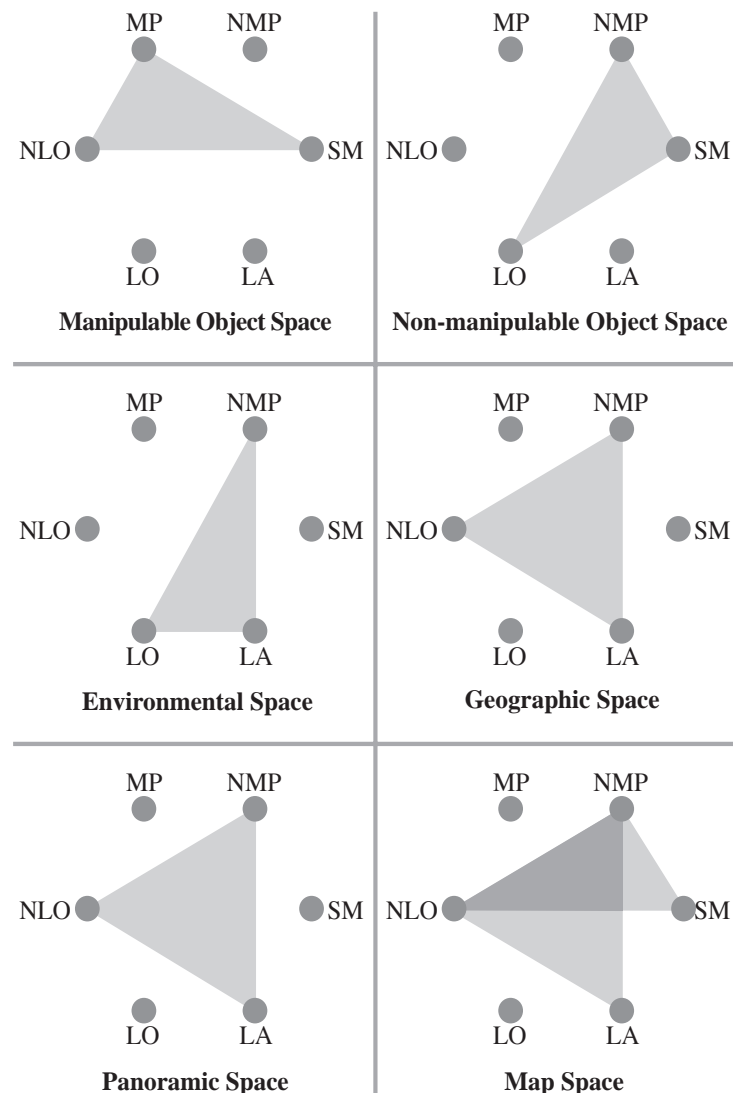 MP NMP
NLO SM
LO LA
Manipulable Object Space
MP NMP
NLO SM
LO LA
Non-manipulable Object Space
MP NMP
NLO SM
LO LA
Environmental Space
MP NMP
NLO SM
LO LA
Geographic Space
MP NMP
NLO SM
LO LA
Panoramic Space
MP NMP
NLO SM
LO LA
Map Space